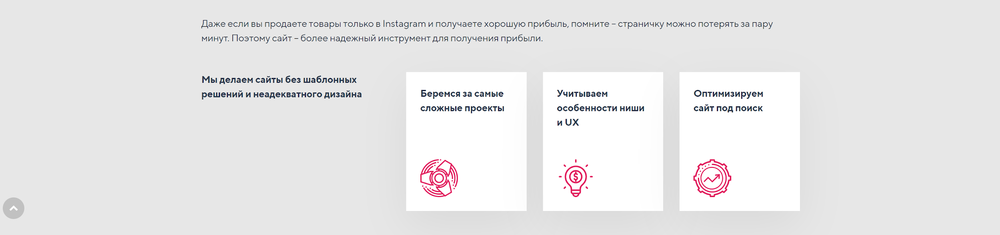 Даже если вы продаете товары только в Instagram и получаете хорошую прибыль, помните – страничку можно потерять за пару
минут. Поэтому сайт – более надежный инструмент для получения прибыли.
Мы делаем сайты без шаблонных
решений и неадекватного дизайна
Беремся за самые
сложные проекты
Учитываем
особенности ниши
и UX
Оптимизируем
сайт под поиск
$